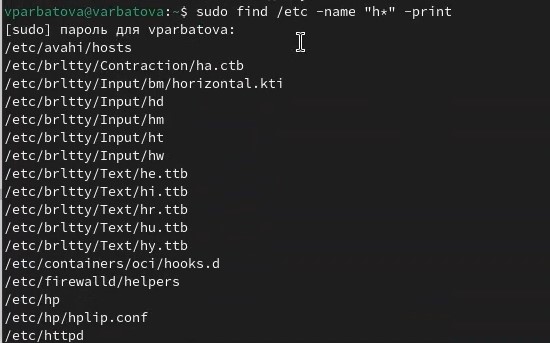 vparbatova@varbatova:~$ sudo find /etc -name "h*" -print
[sudo] пароль для vparbatova:
/etc/avahi/hosts
/etc/brltty/Contraction/ha.ctb
/etc/brltty/Input/bm/horizontal.kti
/etc/brltty/Input/hd
/etc/brltty/Input/hm
/etc/brltty/Input/ht
/etc/brltty/Input/hw
/etc/brltty/Text/he.ttb
/etc/brltty/Text/hi.ttb
/etc/brltty/Text/hr.ttb
/etc/brltty/Text/hu.ttb
/etc/brltty/Text/hy.ttb
/etc/containers/oci/hooks.d
/etc/firewalld/helpers
/etc/hp
/etc/hp/hplip.conf
/etc/httpd